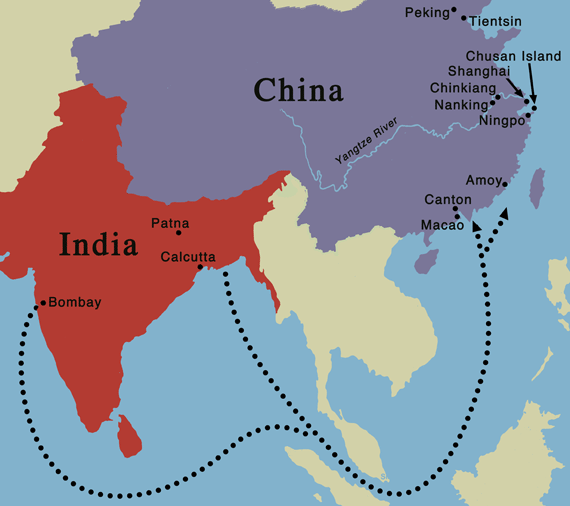 Peking
Tientsin
Chusan Island
Shanghai
China
Chinkiang
Nanking
Ningpo
Yangtze River
Amoy
Canton
Macao
Patna
India
Calcutta
Bombay